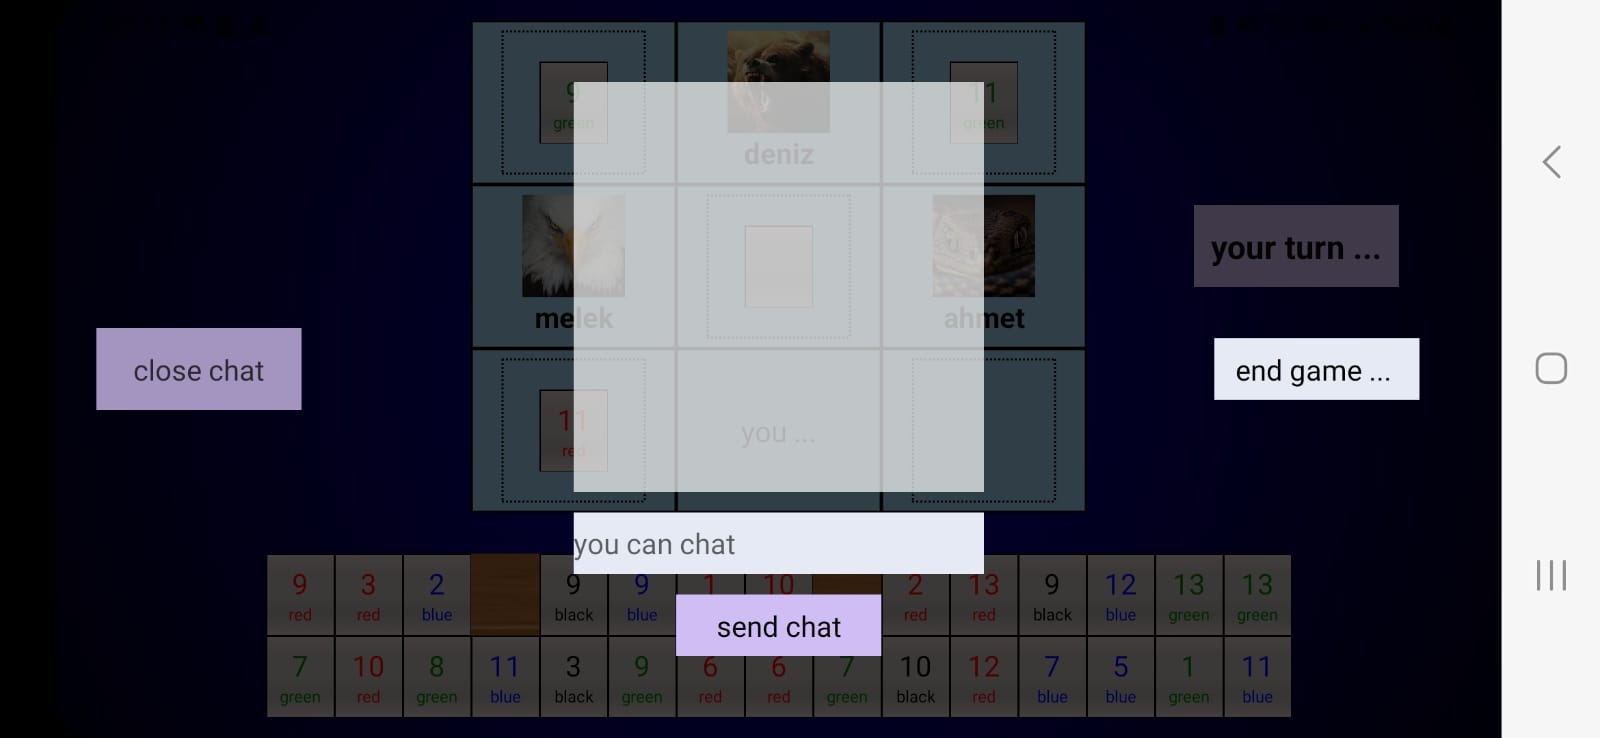 9
green
deniz
11
green
melek
ahmet
your turn ...
close chat
end game ...
11
red
you ...
you can chat
9 3 2 9 9 1 10 2 13 9 12 13 13
red red blue black blue red red black blue green green
send chat
7 10 8 11 3 9 6 6 7 10 12 7 5 1 11
green red green blue black green red red green black red blue blue green blue